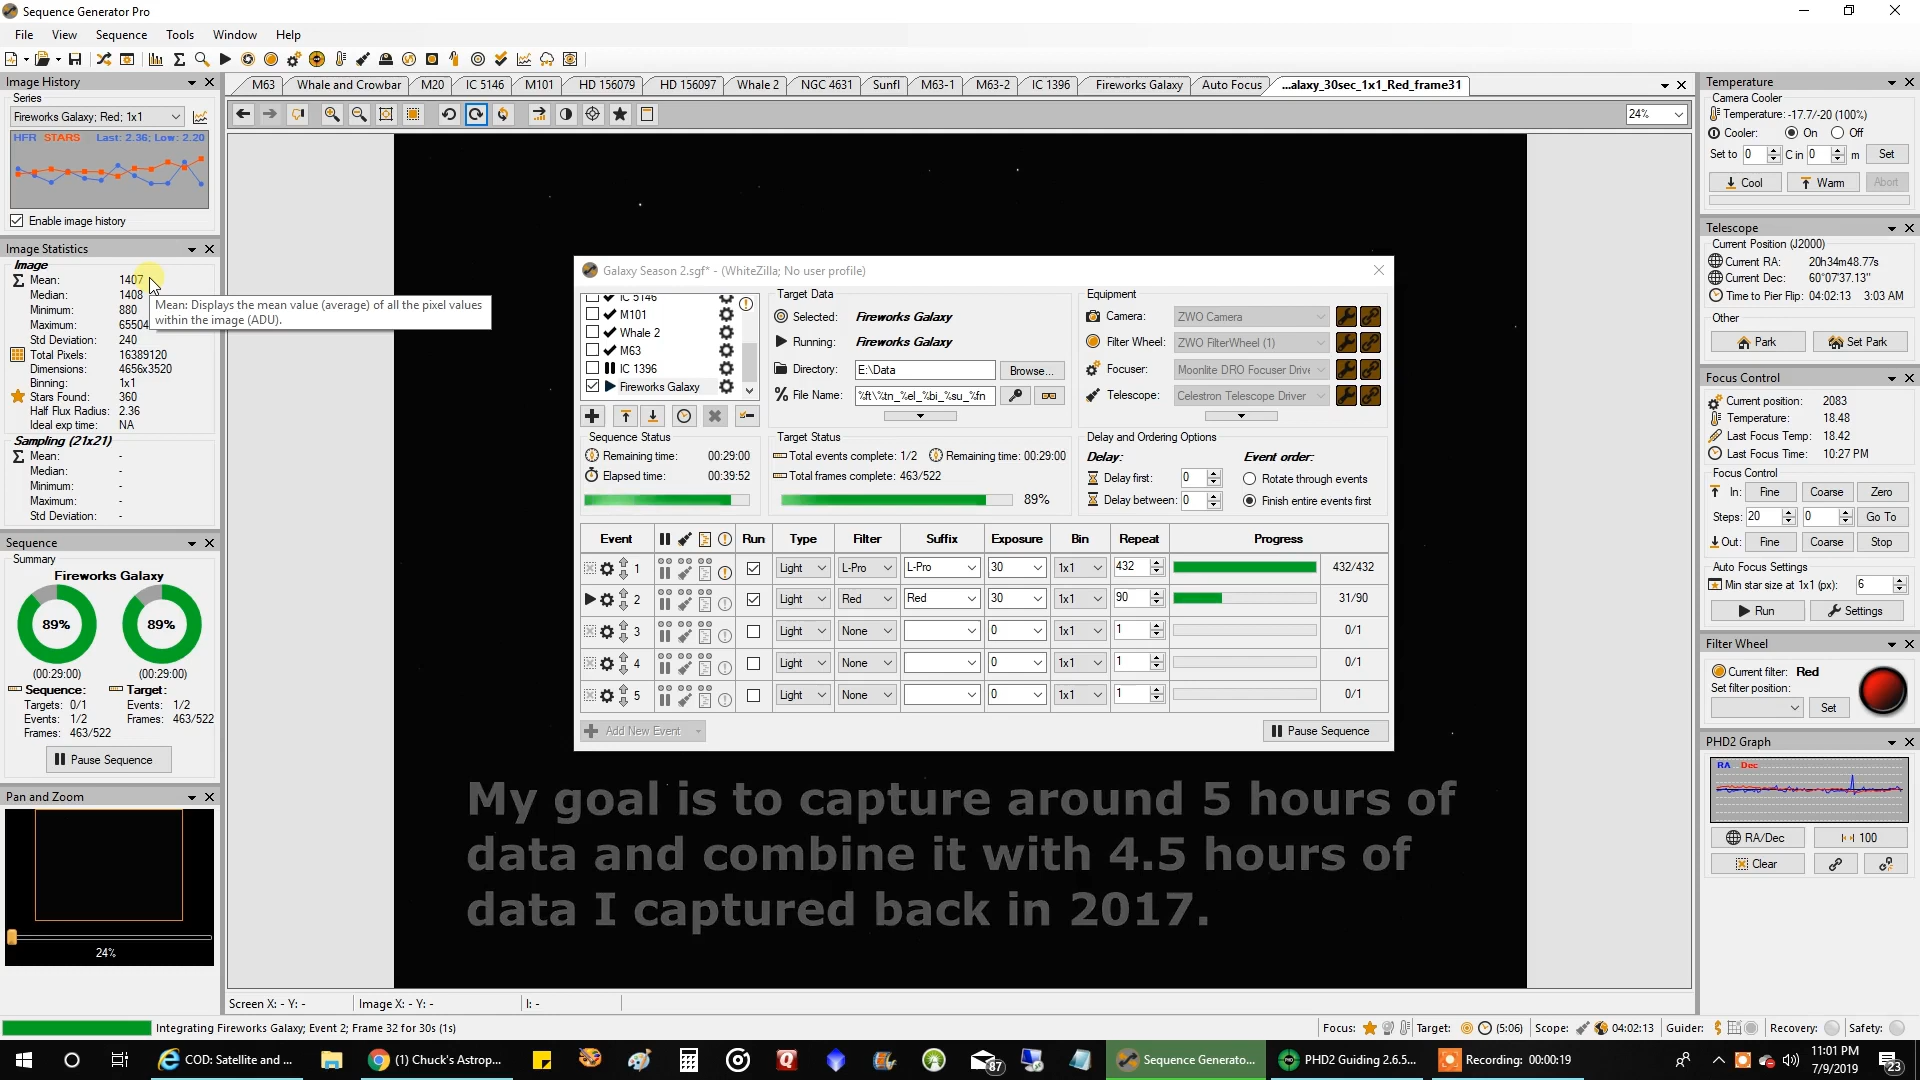 Sequence Generator Pro
File View Sequence Tools Window Help
Image History
Series
Fireworks Galaxy; Red; 1x1
HFR STARS Last: 2.36; Low: 2.20
Enable image history
Image Statistics
Image
Mean: 1407
Median: 1408
Minimum: 880
Maximum: 65504
Std Deviation: 240
Total Pixels: 16389120
Dimensions: 4656x3520
Binning: 1x1
Stars Found: 360
Half Flux Radius: 2.36
Ideal exp time: NA
Sampling (21x21)
Mean: -
Median: -
Minimum: -
Maximum: -
Std Deviation: -
Sequence
Summary
Fireworks Galaxy
89% 89%
(00:29:00) (00:29:00)
Sequence: Target:
Targets: 0/1 Events: 1/2
Events: 1/2 Frames: 463/522
Frames: 463/522
Pause Sequence
Pan and Zoom
24%
M63 Whale and Crowbar M20 IC 5146 M101 HD 156079 HD 156097 Whale 2 NGC 4631 Sunfl M63-1 M63-2 IC 1396 Fireworks Galaxy Auto Focus ...alaxy_30sec_1x1_Red_frame31
24%
Mean: Displays the mean value (average) of all the pixel values
within the image (ADU).
Galaxy Season 2.sgf* - (WhiteZilla; No user profile)
IC 5146
M101
Whale 2
M63
IC 1396
Fireworks Galaxy
Target Data
Selected: Fireworks Galaxy
Running: Fireworks Galaxy
Directory: E:\Data Browse...
File Name: %ft\%tn_%el_%bi_%su_%fn
Equipment
Camera: ZWO Camera
Filter Wheel: ZWO FilterWheel (1)
Focuser: Moonlite DRO Focuser Drive
Telescope: Celestron Telescope Driver
Sequence Status
Remaining time: 00:29:00
Elapsed time: 00:39:52
Target Status
Total events complete: 1/2 Remaining time: 00:29:00
Total frames complete: 463/522
89%
Delay and Ordering Options
Delay: Event order:
Delay first: 0 Rotate through events
Delay between: 0 Finish entire events first
Event Run Type Filter Suffix Exposure Bin Repeat Progress
1 Light L-Pro L-Pro 30 1x1 432 432/432
2 Light Red Red 30 1x1 90 31/90
3 Light None 0 1x1 1 0/1
4 Light None 0 1x1 1 0/1
5 Light None 0 1x1 1 0/1
Add New Event Pause Sequence
My goal is to capture around 5 hours of
data and combine it with 4.5 hours of
data I captured back in 2017.
Screen X: - Y: - Image X: - Y: - I: -
Temperature
Camera Cooler
Temperature: -17.7/-20 (100%)
Cooler: On Off
Set to 0 C in 0 m Set
Cool Warm Abort
Telescope
Current Position (J2000)
Current RA: 20h34m48.77s
Current Dec: 60°07'37.13"
Time to Pier Flip: 04:02:13 3:03 AM
Other
Park Set Park
Focus Control
Current position: 2083
Temperature: 18.48
Last Focus Temp: 18.42
Last Focus Time: 10:27 PM
Focus Control
In: Fine Coarse Zero
Steps: 20 0 Go To
Out: Fine Coarse Stop
Auto Focus Settings
Min star size at 1x1 (px): 6
Run Settings
Filter Wheel
Current filter: Red
Set filter position:
Set
PHD2 Graph
RA Dec
RA/Dec 100
Clear
Integrating Fireworks Galaxy; Event 2; Frame 32 for 30s (1s)
Focus: Target: (5:06) Scope: 04:02:13 Guider: Recovery: Safety:
COD: Satellite and ... (1) Chuck's Astrop... 87 Sequence Generato... PHD2 Guiding 2.6.5... Recording: 00:00:19
11:01 PM
7/9/2019
23